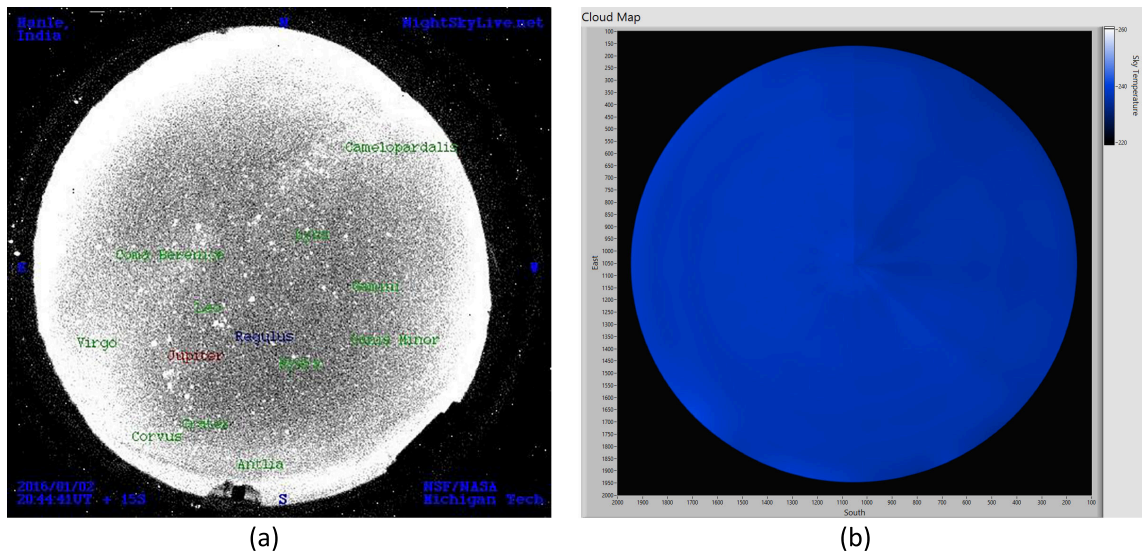 Hanle,
India
N
NightSkyLive.net
Camelopardalis
Coma Berenice
E
W
Gemini
Leo
Virgo
Regulus
Canis Minor
Jupiter
Crater
Corvus
Antlia
2016/01/02
20:44:41UT + 15S
S
NSF/NASA
Michigan Tech
(a)
Cloud Map
100
150
200
250
300
350
400
450
500
550
600
650
700
750
800
850
900
950
1000
1050
1100
1150
1200
1250
1300
1350
1400
1450
1500
1550
1600
1650
1700
1750
1800
1850
1900
1950
2000
East
2000 1900 1800 1700 1600 1500 1400 1300 1200 1100 1000 900 800 700 600 500 400 300 200 100
South
260
240
220
Sky Temperature
(b)